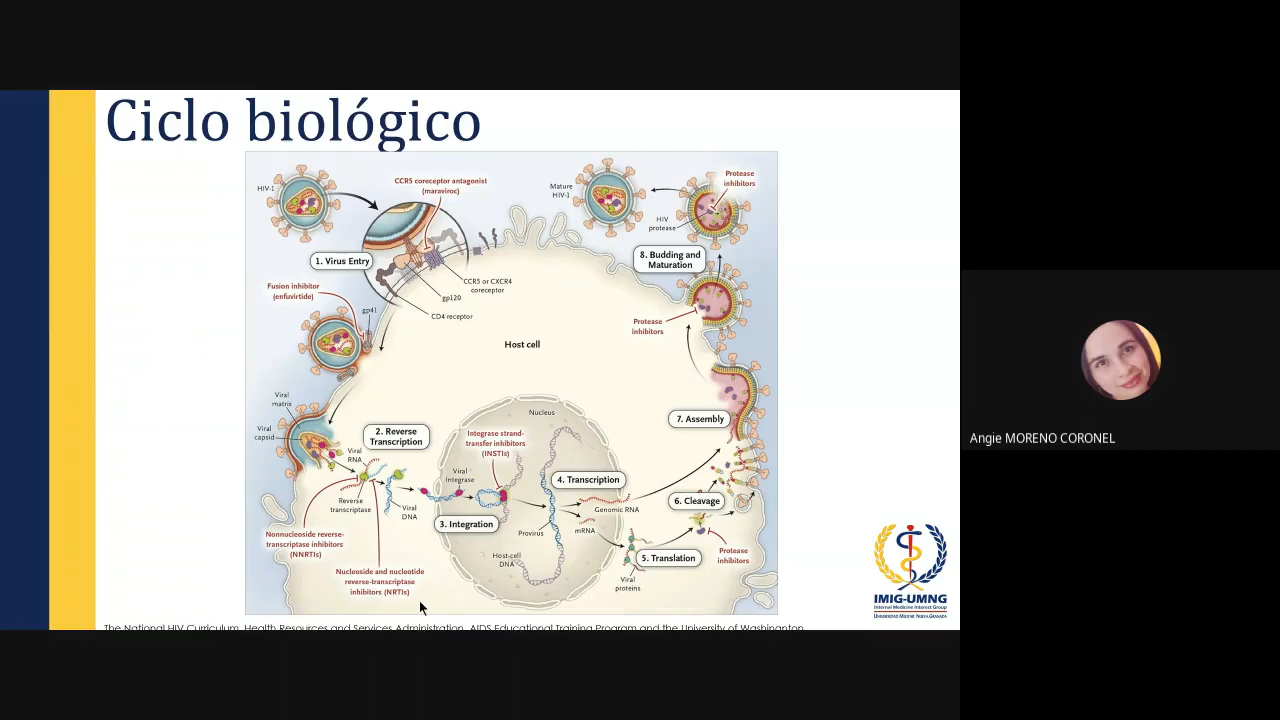 Ciclo biológico
HIV-1
CCR5 coreceptor antagonist
(maraviroc)
Mature
HIV-1
Protease
inhibitors
HIV
protease
1. Virus Entry
8. Budding and
Maturation
CCR5 or CXCR4
coreceptor
gp120
CD4 receptor
Fusion inhibitor
(enfuvirtide)
gp41
Protease
inhibitors
Host cell
Viral
matrix
Viral
capsid
2. Reverse
Transcription
Viral
RNA
Reverse
transcriptase
Viral
DNA
Nucleus
Integrase strand-
transfer inhibitors
(INSTIs)
Viral
Integrase
3. Integration
4. Transcription
Genomic RNA
mRNA
Provirus
Host-cell
DNA
7. Assembly
6. Cleavage
5. Translation
Viral
proteins
Protease
inhibitors
Nonnucleoside reverse-
transcriptase inhibitors
(NNRTIs)
Nucleoside and nucleotide
reverse-transcriptase
inhibitors (NRTIs)
IMIG-UMNG
Internal Medicine Interest Group
Universidad Militar Nueva Granada
The National HIV Curriculum, Health Resources and Services Administration, AIDS Educational Training Program and the University of Washington
Angie MORENO CORONEL